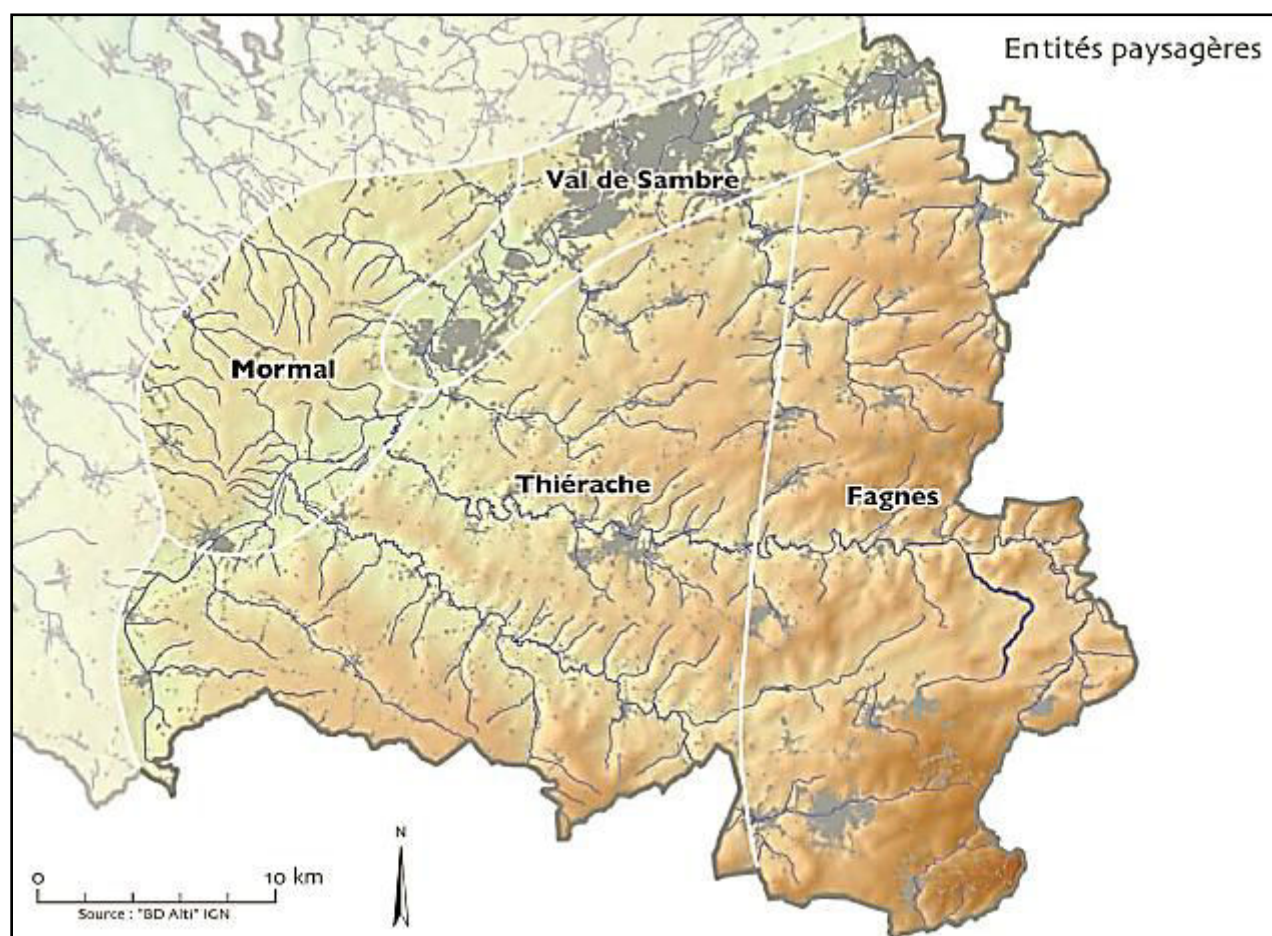 Entités paysagères
Val de Sambre
Mormal
Thiérache
Fagnes
N
0 10 km
Source : "BD Alti" IGN